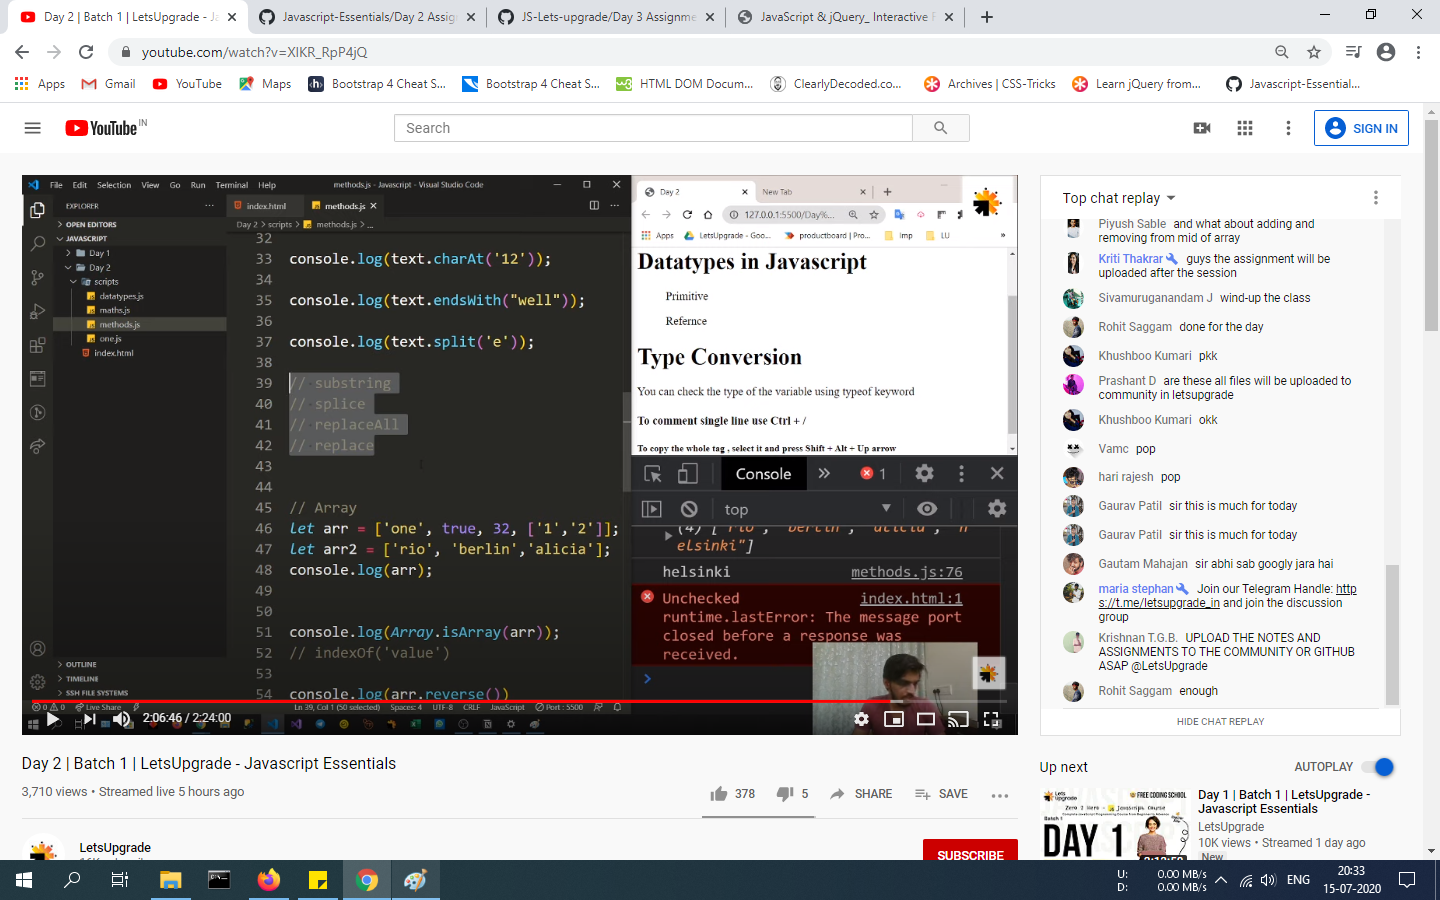 Day 2 | Batch 1 | LetsUpgrade - J
Javascript-Essentials/Day 2 Assig
JS-Lets-upgrade/Day 3 Assignme
JavaScript & jQuery_ Interactive F
youtube.com/watch?v=XIKR_RpP4jQ
Apps
Gmail
YouTube
Maps
Bootstrap 4 Cheat S...
Bootstrap 4 Cheat S...
HTML DOM Docum...
ClearlyDecoded.co...
Archives | CSS-Tricks
Learn jQuery from...
Javascript-Essential...
YouTube IN
Search
SIGN IN
File Edit Selection View Go Run Terminal Help
methods.js - Javascript - Visual Studio Code
EXPLORER
OPEN EDITORS
JAVASCRIPT
Day 1
Day 2
scripts
datatypes.js
maths.js
methods.js
one.js
index.html
OUTLINE
TIMELINE
SSH FILE SYSTEMS
index.html
methods.js
Day 2 > scripts > methods.js > ...
32
33 console.log(text.charAt('12'));
34
35 console.log(text.endsWith("well"));
36
37 console.log(text.split('e'));
38
39 // substring
40 // splice
41 // replaceAll
42 // replace
43
44
45 // Array
46 let arr = ['one', true, 32, ['1','2']];
47 let arr2 = ['rio', 'berlin','alicia'];
48 console.log(arr);
49
50
51 console.log(Array.isArray(arr));
52 // indexOf('value')
53
54 console.log(arr.reverse())
0 0 Live Share
Ln 39, Col 1 (50 selected) Spaces: 4 UTF-8 CRLF JavaScript Port : 5500
2:06:46 / 2:24:00
Day 2
New Tab
127.0.0.1:5500/Day%...
Apps
LetsUpgrade - Goo...
productboard | Pro...
Imp
LU
»
Datatypes in Javascript
Primitive
Refernce
Type Conversion
You can check the type of the variable using typeof keyword
To comment single line use Ctrl + /
To copy the whole tag , select it and press Shift + Alt + Up arrow
Console
1
top
(4) ["rio", "berlin", "alicia", "h
elsinki"]
helsinki methods.js:76
Unchecked index.html:1
runtime.lastError: The message port
closed before a response was
received.
Top chat replay
Piyush Sable and what about adding and
removing from mid of array
Kriti Thakrar guys the assignment will be
uploaded after the session
Sivamuruganandam J wind-up the class
Rohit Saggam done for the day
Khushboo Kumari pkk
Prashant D are these all files will be uploaded to
community in letsupgrade
Khushboo Kumari okk
Vamc pop
hari rajesh pop
Gaurav Patil sir this is much for today
Gaurav Patil sir this is much for today
Gautam Mahajan sir abhi sab googly jara hai
maria stephan Join our Telegram Handle: http
s://t.me/letsupgrade_in and join the discussion
group
Krishnan T.G.B. UPLOAD THE NOTES AND
ASSIGNMENTS TO THE COMMUNITY OR GITHUB
ASAP @LetsUpgrade
Rohit Saggam enough
HIDE CHAT REPLAY
Day 2 | Batch 1 | LetsUpgrade - Javascript Essentials
3,710 views • Streamed live 5 hours ago
378
5
SHARE
SAVE
LetsUpgrade
SUBSCRIBE
Up next
AUTOPLAY
Lets Upgrade
FREE CODING SCHOOL
Zero 2 Hero - Javascript Course
Batch 1
DAY 1
Day 1 | Batch 1 | LetsUpgrade -
Javascript Essentials
LetsUpgrade
10K views • Streamed 1 day ago
New
U: 0.00 MB/s
D: 0.00 MB/s
ENG
20:33
15-07-2020